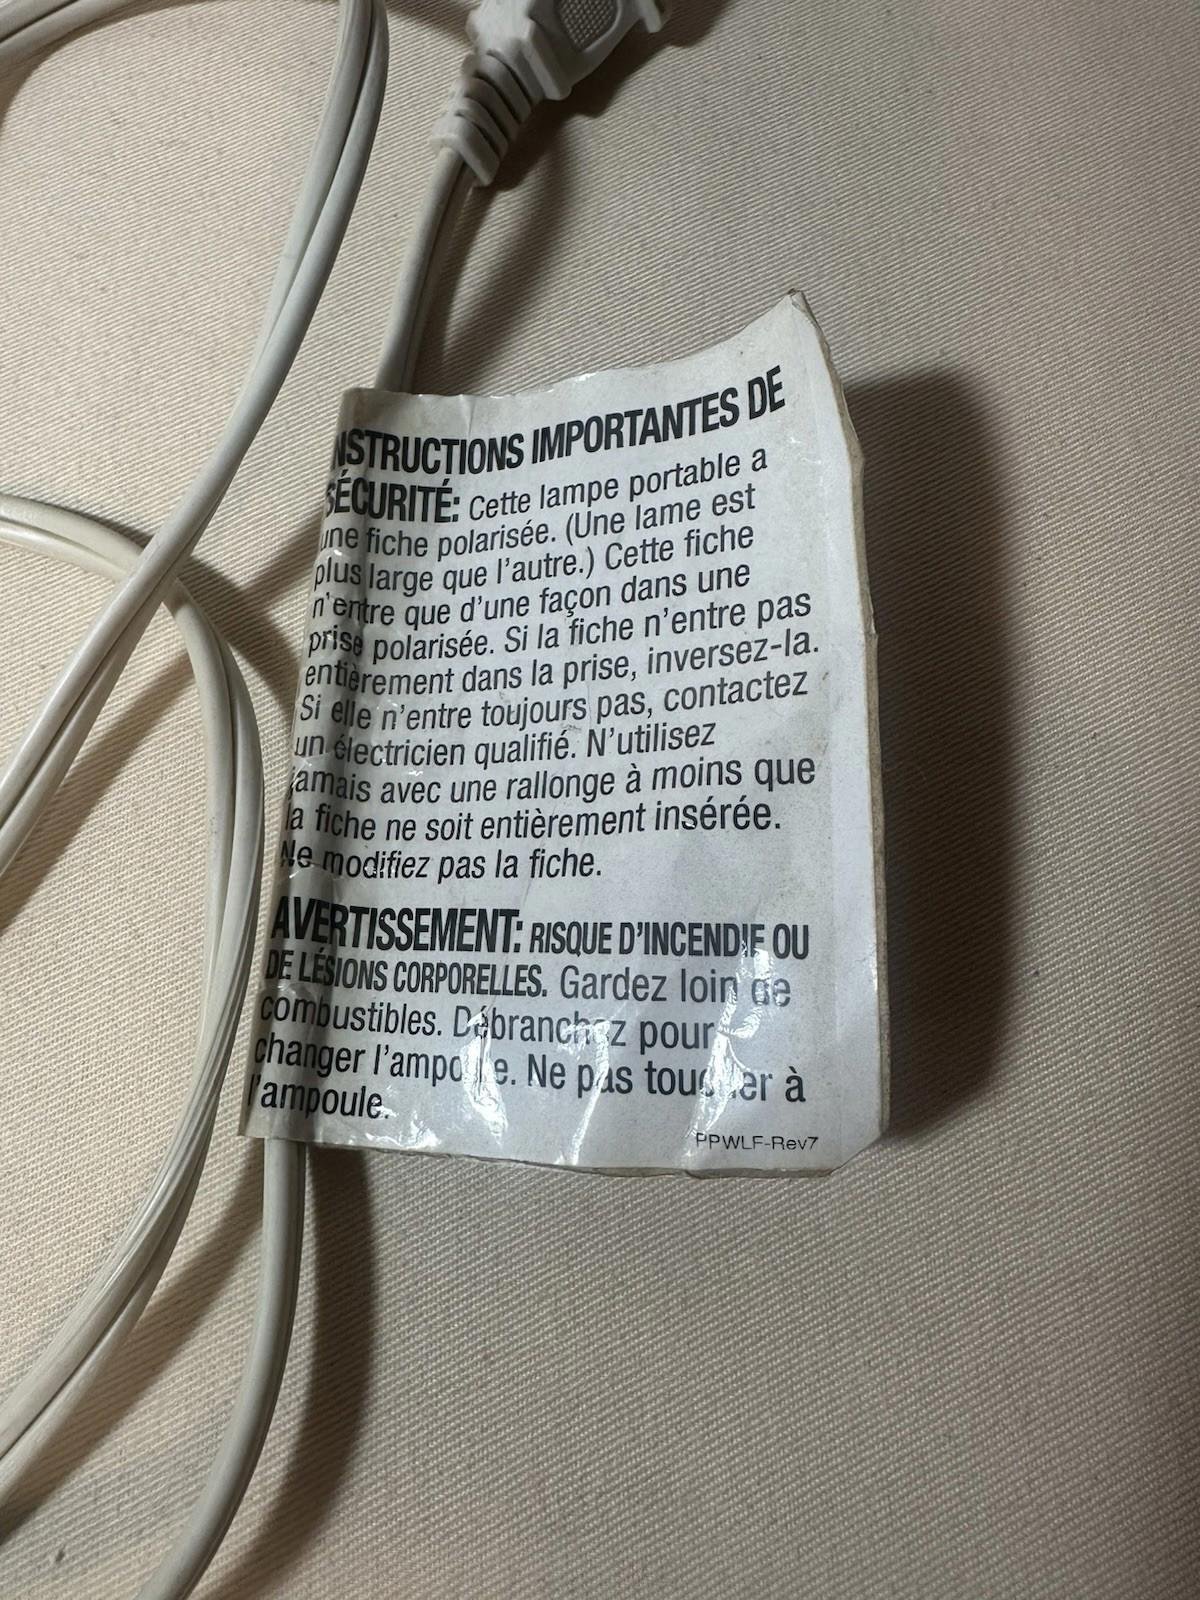 INSTRUCTIONS IMPORTANTES DE
SÉCURITÉ: Cette lampe portable a
une fiche polarisée. (Une lame est
plus large que l'autre.) Cette fiche
n'entre que d'une façon dans une
prise polarisée. Si la fiche n'entre pas
entièrement dans la prise, inversez-la.
Si elle n'entre toujours pas, contactez
un électricien qualifié. N'utilisez
jamais avec une rallonge à moins que
la fiche ne soit entièrement insérée.
Ne modifiez pas la fiche.
AVERTISSEMENT: RISQUE D'INCENDIE OU
DE LÉSIONS CORPORELLES. Gardez loin de
combustibles. Débranchez pour
changer l'ampoule. Ne pas toucher à
l'ampoule.
PPWLF-Rev7